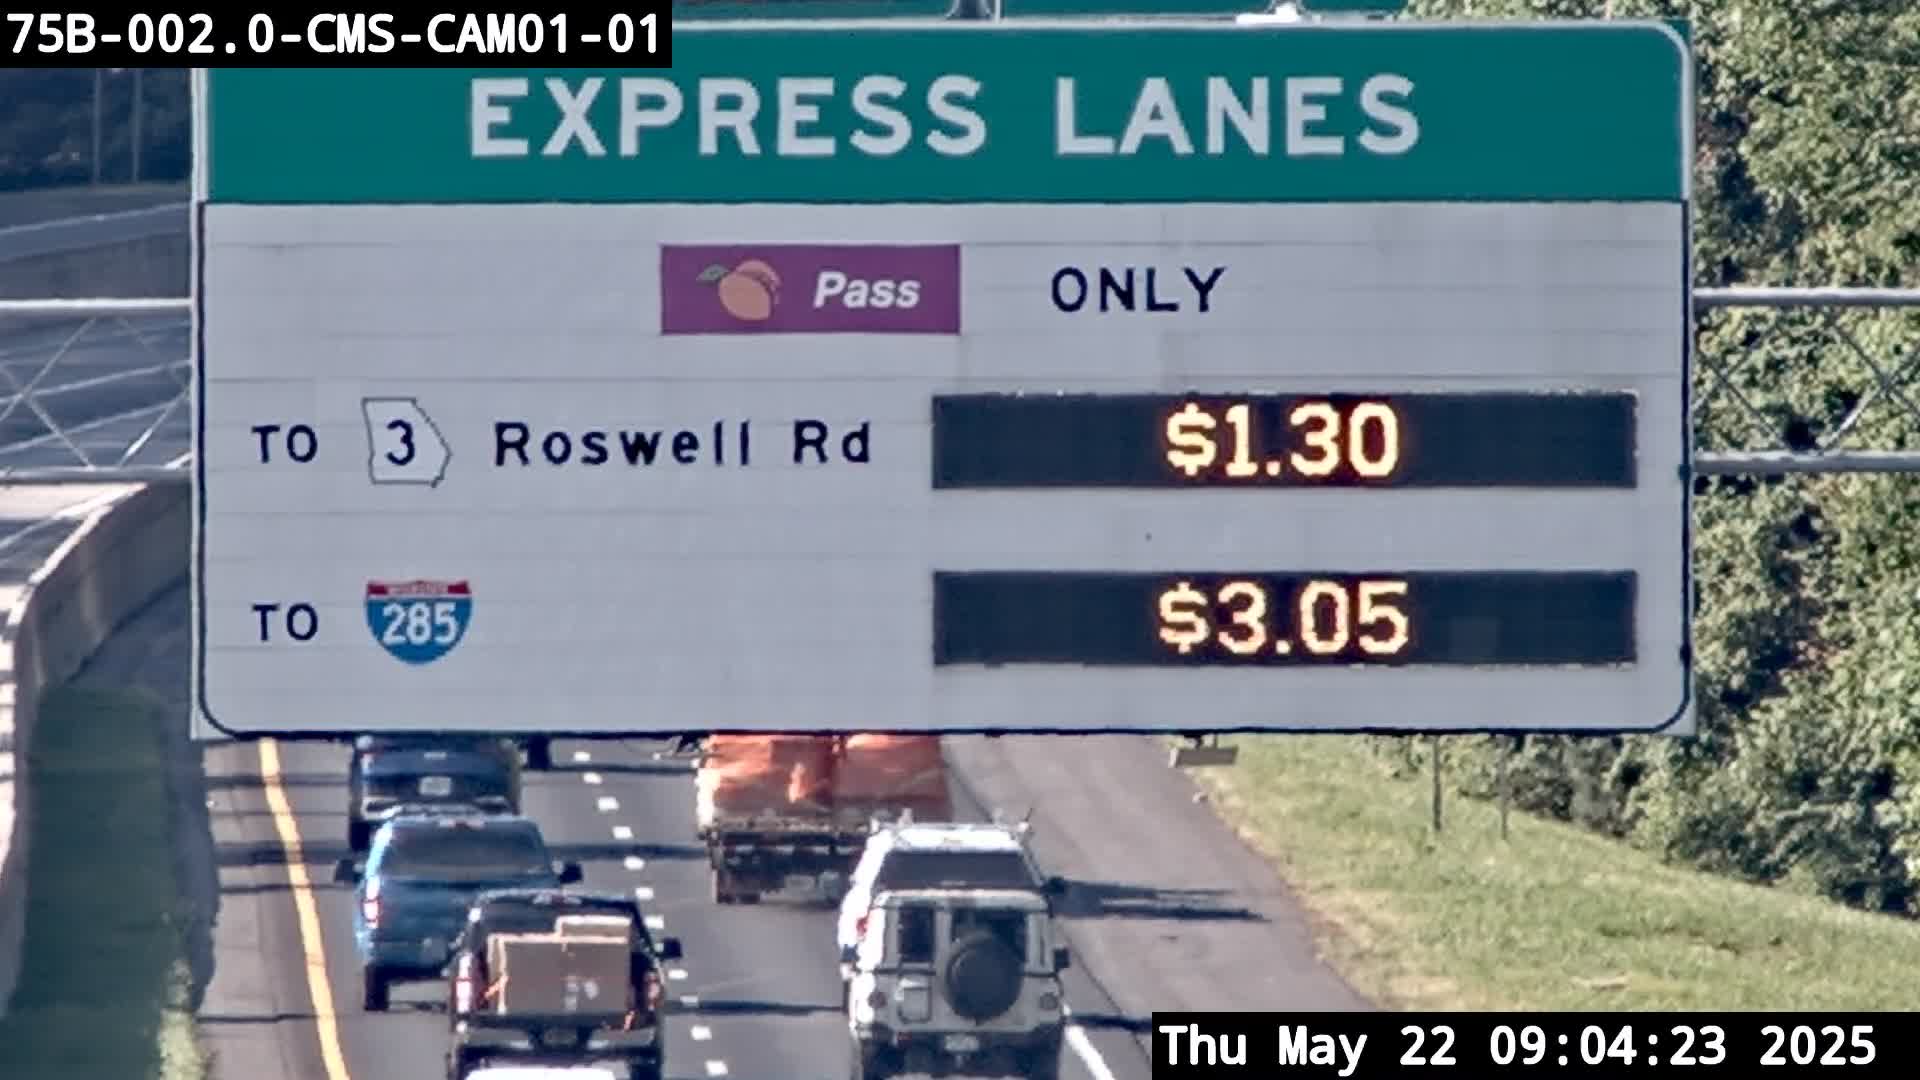 75B-002.0-CMS-CAM01-01
EXPRESS LANES
Pass ONLY
TO 3 Roswell Rd $1.30
TO 285 $3.05
Thu May 22 09:04:23 2025